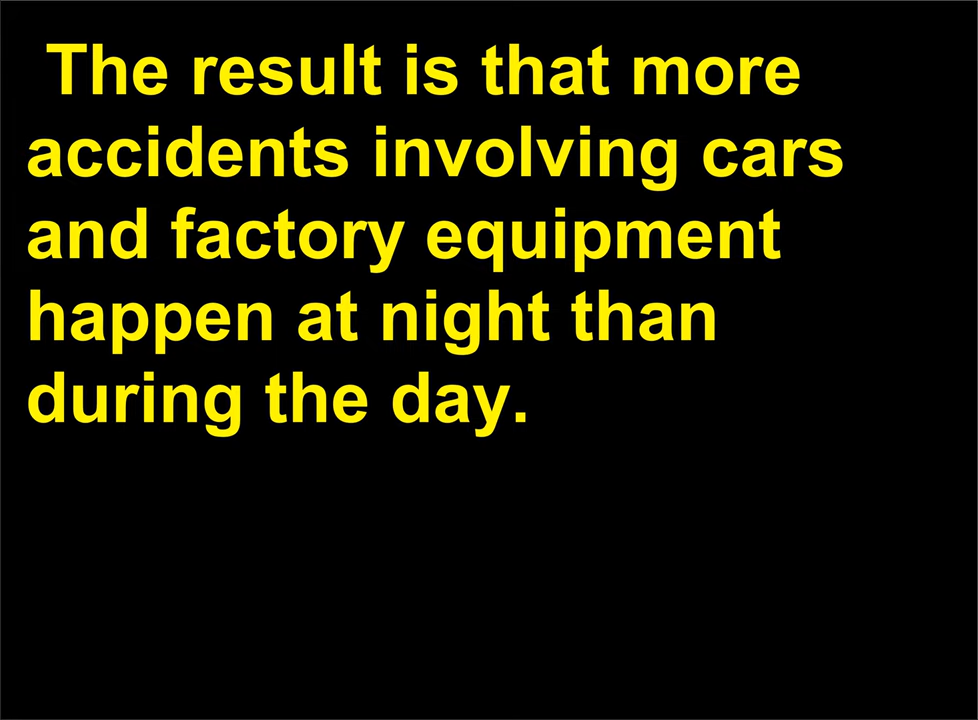 The result is that more
accidents involving cars
and factory equipment
happen at night than
during the day.